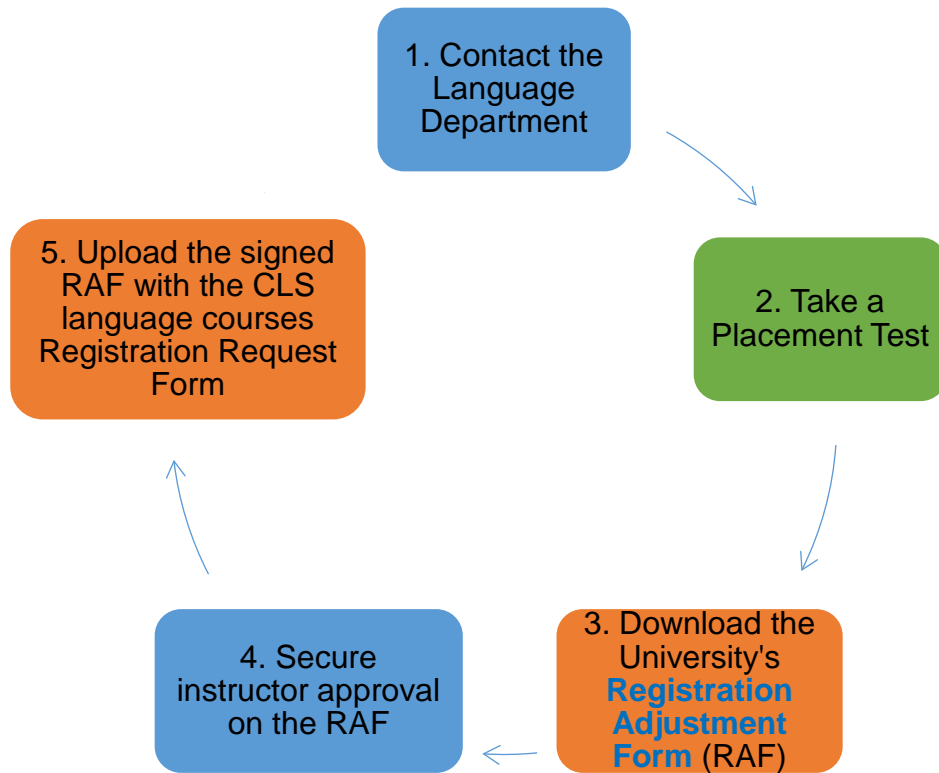 1. Contact the
Language
Department
2. Take a
Placement Test
3. Download the
University's
Registration
Adjustment
Form (RAF)
4. Secure
instructor approval
on the RAF
5. Upload the signed
RAF with the CLS
language courses
Registration Request
Form